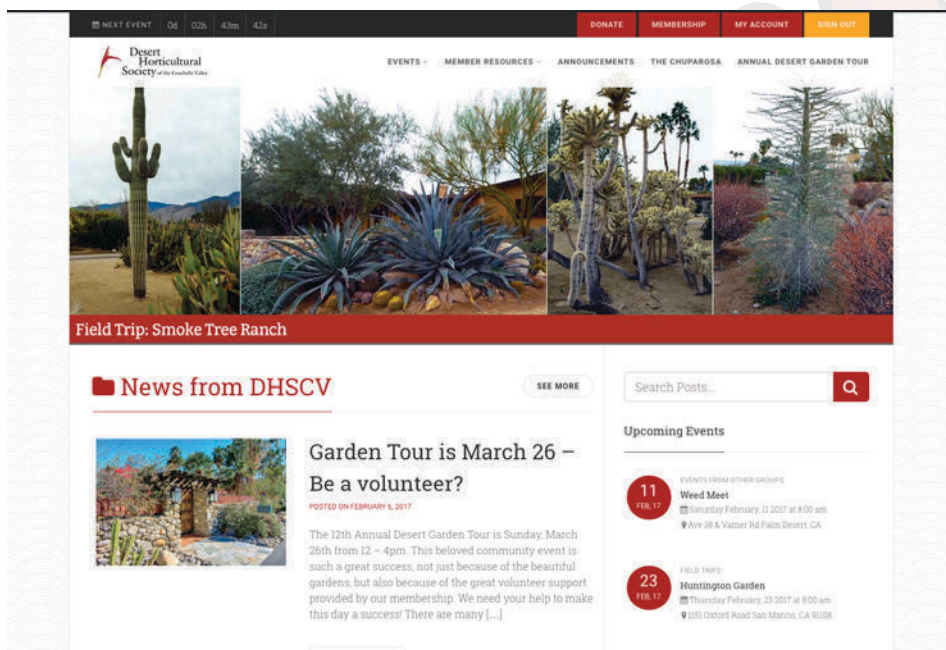 NEXT EVENT 0d 02h 43m 42s
DONATE MEMBERSHIP MY ACCOUNT SIGN OUT
Desert
Horticultural
Society of the Coachella Valley
EVENTS MEMBER RESOURCES ANNOUNCEMENTS THE CHUPAROSA ANNUAL DESERT GARDEN TOUR
Home
Field Trip: Smoke Tree Ranch
News from DHSCV
SEE MORE
Garden Tour is March 26 –
Be a volunteer?
POSTED ON FEBRUARY 6, 2017
The 12th Annual Desert Garden Tour is Sunday, March
26th from 12 – 4pm. This beloved community event is
such a great success, not just because of the beautiful
gardens, but also because of the great volunteer support
provided by our membership. We need your help to make
this day a success! There are many [...]
Search Posts...
Upcoming Events
11
FEB, 17
EVENTS FROM OTHER GROUPS
Weed Meet
Saturday February, 11 2017 at 8:00 am
Ave 38 & Varner Rd Palm Desert, CA
23
FEB, 17
FIELD TRIPS
Huntington Garden
Thursday February, 23 2017 at 8:00 am
1151 Oxford Road San Marino, CA 91108